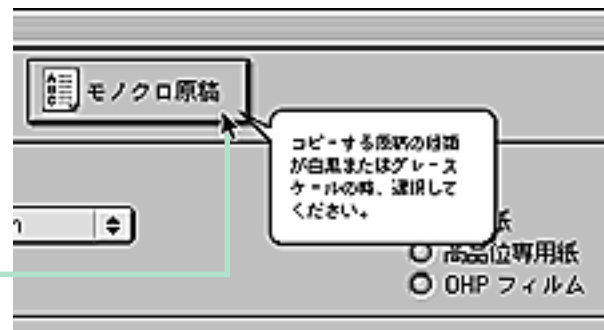 モノクロ原稿
コピーする原稿の種類
が白黒またはグレース
ケールの時、選択して
ください。
紙
高品位専用紙
OHP フィルム